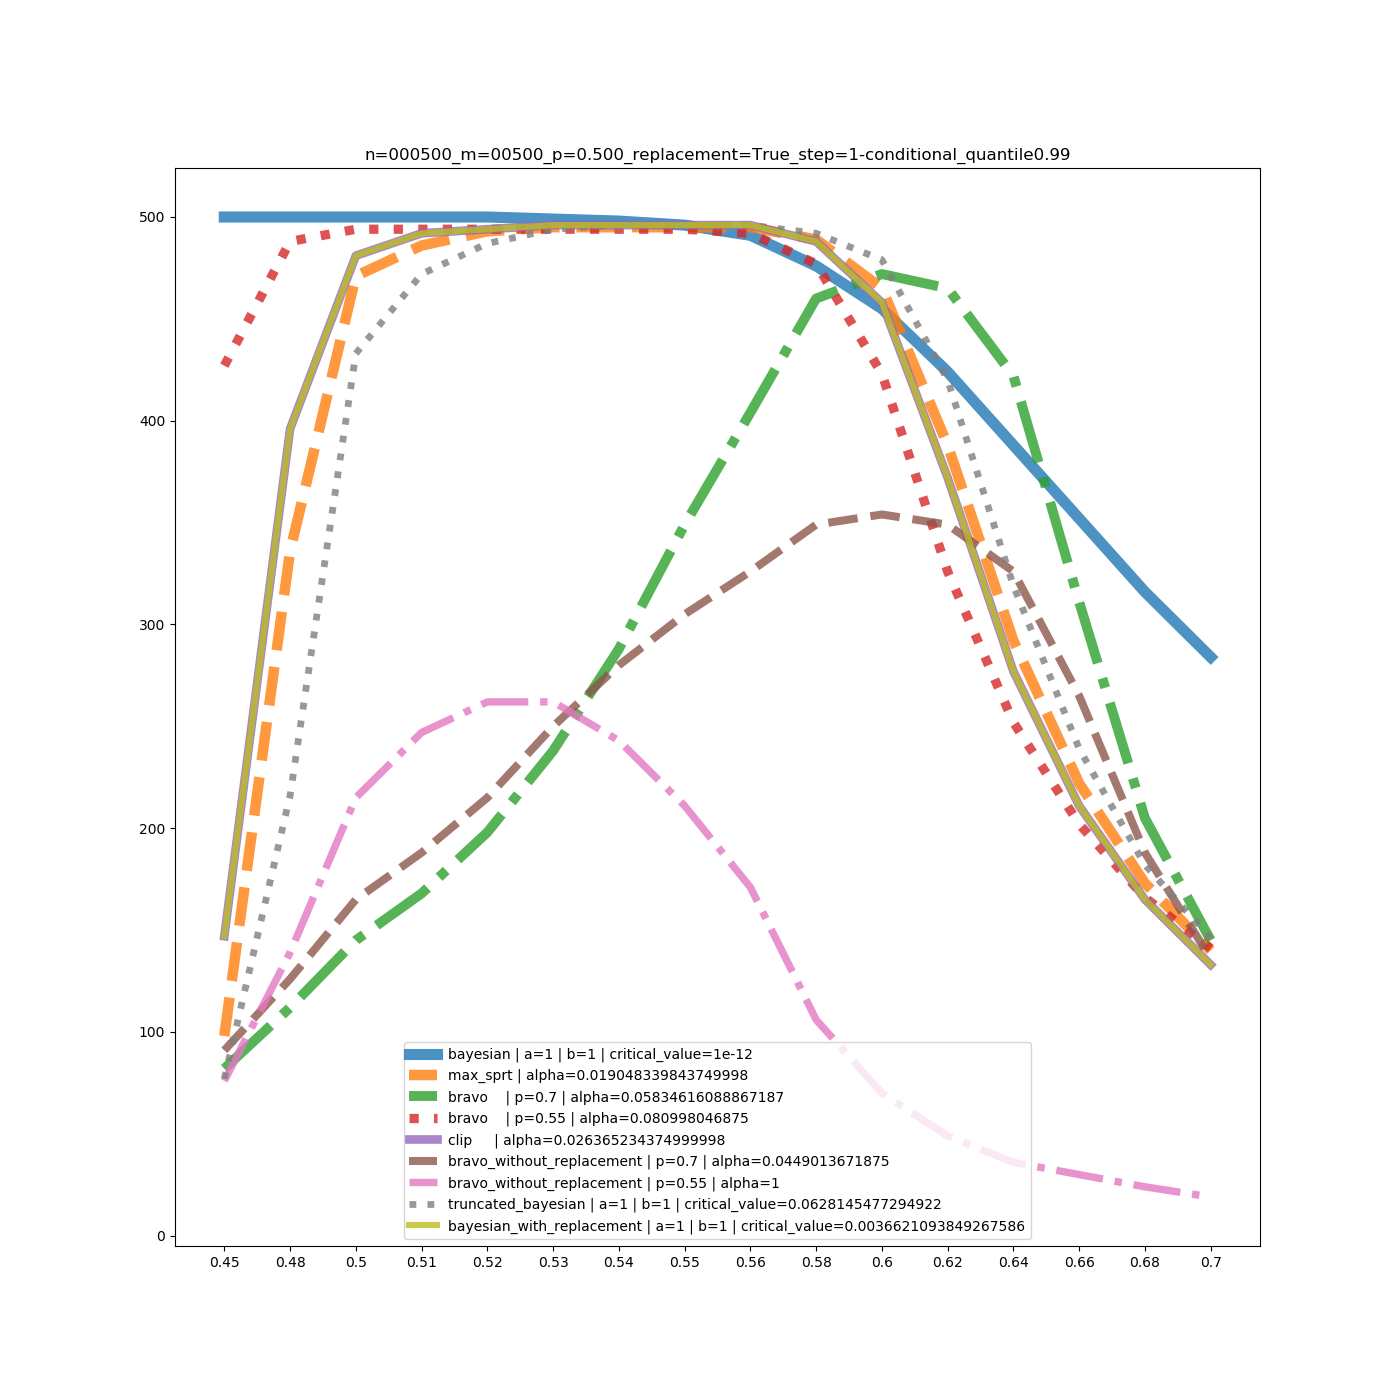 n=000500_m=00500_p=0.500_replacement=True_step=1-conditional_quantile0.99
500
400
300
200
100
0
bayesian | a=1 | b=1 | critical_value=1e-12
max_sprt | alpha=0.019048339843749998
bravo | p=0.7 | alpha=0.05834616088867187
bravo | p=0.55 | alpha=0.080998046875
clip | alpha=0.026365234374999998
bravo_without_replacement | p=0.7 | alpha=0.0449013671875
bravo_without_replacement | p=0.55 | alpha=1
truncated_bayesian | a=1 | b=1 | critical_value=0.0628145477294922
bayesian_with_replacement | a=1 | b=1 | critical_value=0.0036621093849267586
0.45 0.48 0.5 0.51 0.52 0.53 0.54 0.55 0.56 0.58 0.6 0.62 0.64 0.66 0.68 0.7